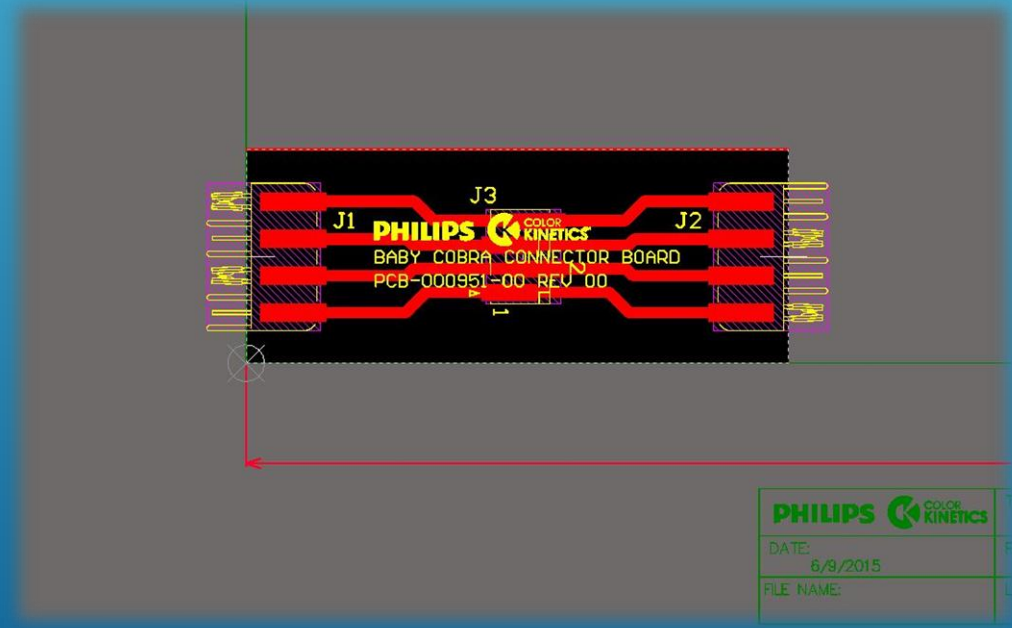 J3
J1
J2
PHILIPS COLOR KINETICS
BABY COBRA CONNECTOR BOARD
PCB-000951-00 REV 00
2
1
PHILIPS COLOR KINETICS
DATE:
6/9/2015
FILE NAME: